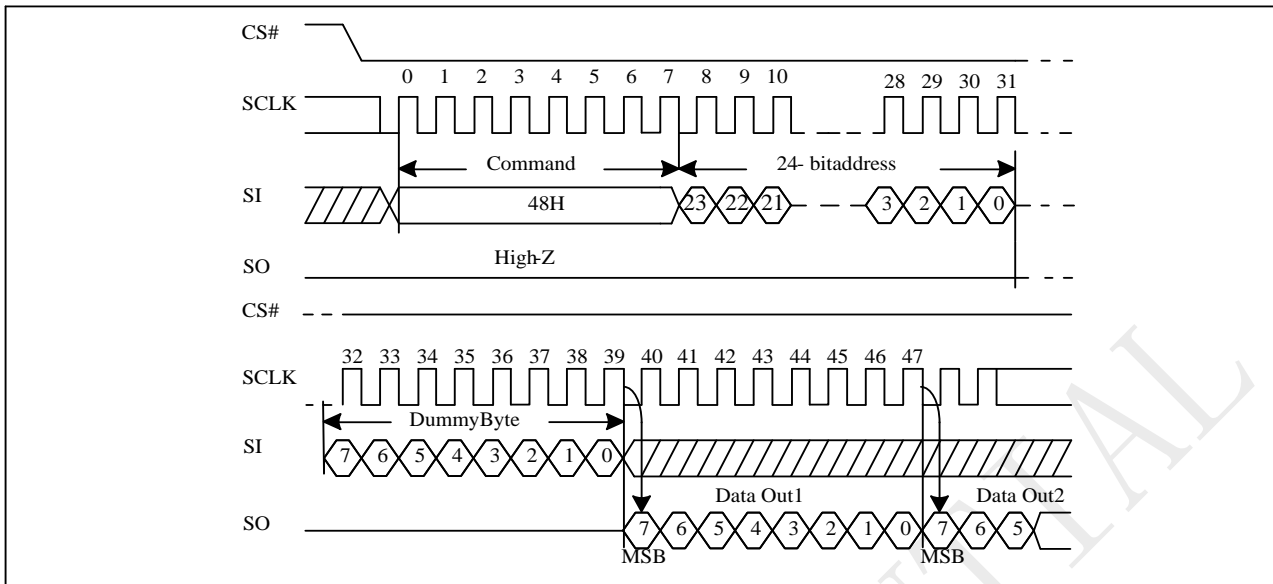 CS#
0 1 2 3 4 5 6 7 8 9 10 28 29 30 31
SCLK
Command 24- bitaddress
SI 48H 23 22 21 3 2 1 0
High-Z
SO
CS#
32 33 34 35 36 37 38 39 40 41 42 43 44 45 46 47
SCLK
DummyByte
SI 7 6 5 4 3 2 1 0
Data Out1 Data Out2
SO 7 6 5 4 3 2 1 0 7 6 5
MSB MSB